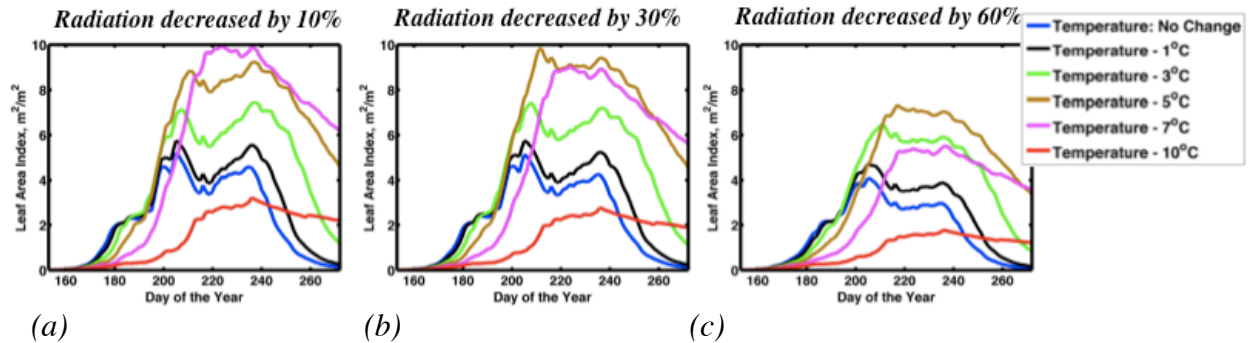 Radiation decreased by 10%
Radiation decreased by 30%
Radiation decreased by 60%
Temperature: No Change
Temperature - 1°C
Temperature - 3°C
Temperature - 5°C
Temperature - 7°C
Temperature - 10°C
Leaf Area Index, m²/m²
10
8
6
4
2
0
160 180 200 220 240 260
Day of the Year
(a)
Leaf Area Index, m²/m²
10
8
6
4
2
0
160 180 200 220 240 260
Day of the Year
(b)
Leaf Area Index, m²/m²
10
8
6
4
2
0
160 180 200 220 240 260
Day of the Year
(c)